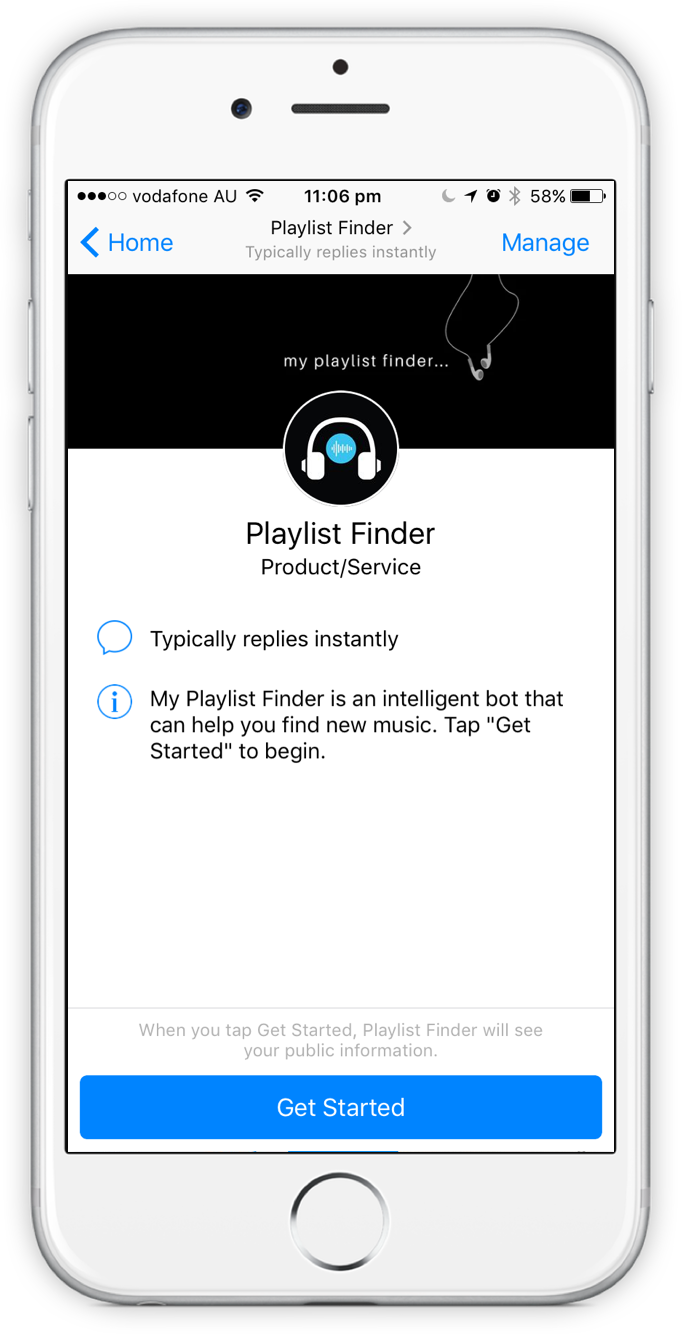 vodafone AU 11:06 pm 58%
Home Playlist Finder Manage
Typically replies instantly
my playlist finder...
Playlist Finder
Product/Service
Typically replies instantly
My Playlist Finder is an intelligent bot that
can help you find new music. Tap "Get
Started" to begin.
When you tap Get Started, Playlist Finder will see
your public information.
Get Started